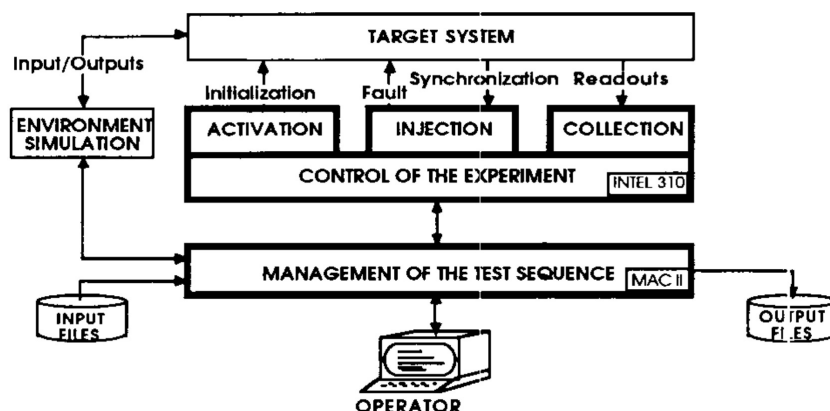 TARGET SYSTEM
Input/Outputs
Initialization
Fault
Synchronization
Readouts
ENVIRONMENT
SIMULATION
ACTIVATION
INJECTION
COLLECTION
CONTROL OF THE EXPERIMENT
INTEL 310
MANAGEMENT OF THE TEST SEQUENCE
MAC II
INPUT
FILES
OUTPUT
FILES
OPERATOR